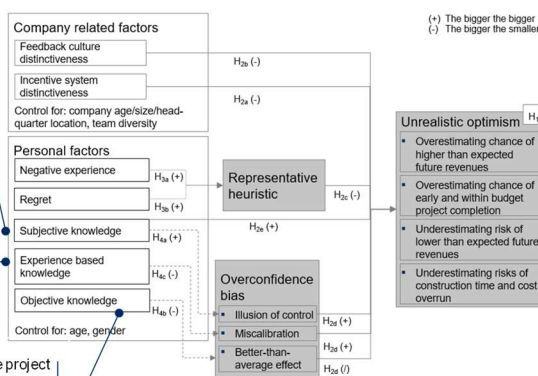 (+) The bigger the bigger
(-) The bigger the smaller
Company related factors
Feedback culture
distinctiveness
H2b (-)
Incentive system
distinctiveness
H2a (-)
Control for: company age/size/head-
quarter location, team diversity
Personal factors
Negative experience
H3a (+)
Regret
H3b (+)
Representative
heuristic
H2c (-)
H2e (+)
Subjective knowledge
H4a (+)
Experience based
knowledge
H4c (-)
Objective knowledge
H4b (-)
Control for: age, gender
Overconfidence
bias
Illusion of control
H2d (+)
Miscalibration
H2d (+)
Better-than-
average effect
H2d (/)
Unrealistic optimism
Overestimating chance of
higher than expected
future revenues
Overestimating chance of
early and within budget
project completion
Underestimating risk of
lower than expected future
revenues
Underestimating risks of
construction time and cost
overrun
project